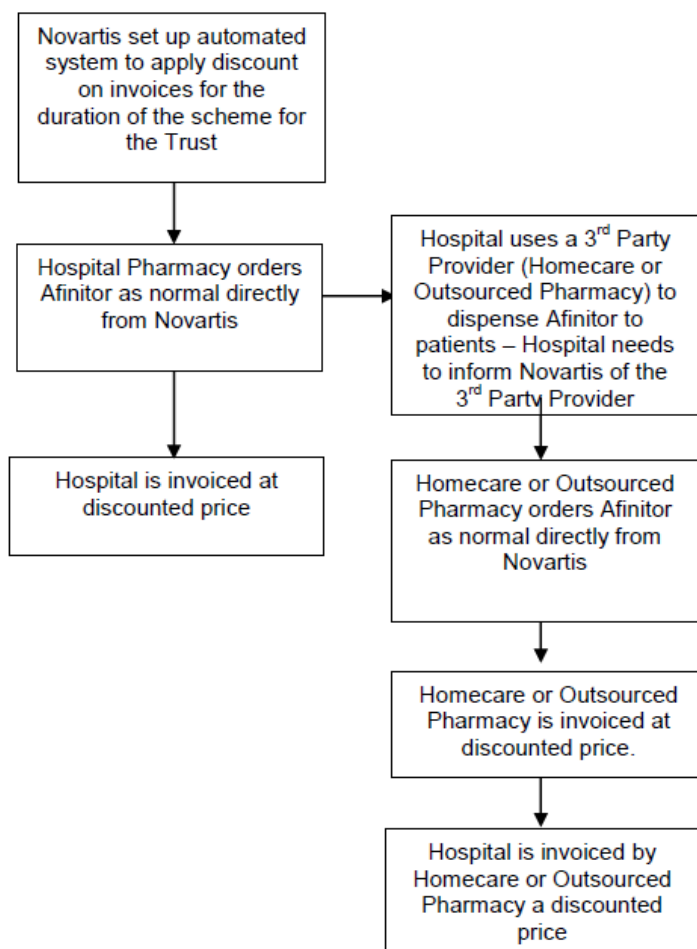 Novartis set up automated
system to apply discount
on invoices for the
duration of the scheme for
the Trust
Hospital Pharmacy orders
Afinitor as normal directly
from Novartis
Hospital is invoiced at
discounted price
Hospital uses a 3rd Party
Provider (Homecare or
Outsourced Pharmacy) to
dispense Afinitor to
patients – Hospital needs
to inform Novartis of the
3rd Party Provider
Homecare or Outsourced
Pharmacy orders Afinitor
as normal directly from
Novartis
Homecare or Outsourced
Pharmacy is invoiced at
discounted price.
Hospital is invoiced by
Homecare or Outsourced
Pharmacy a discounted
price